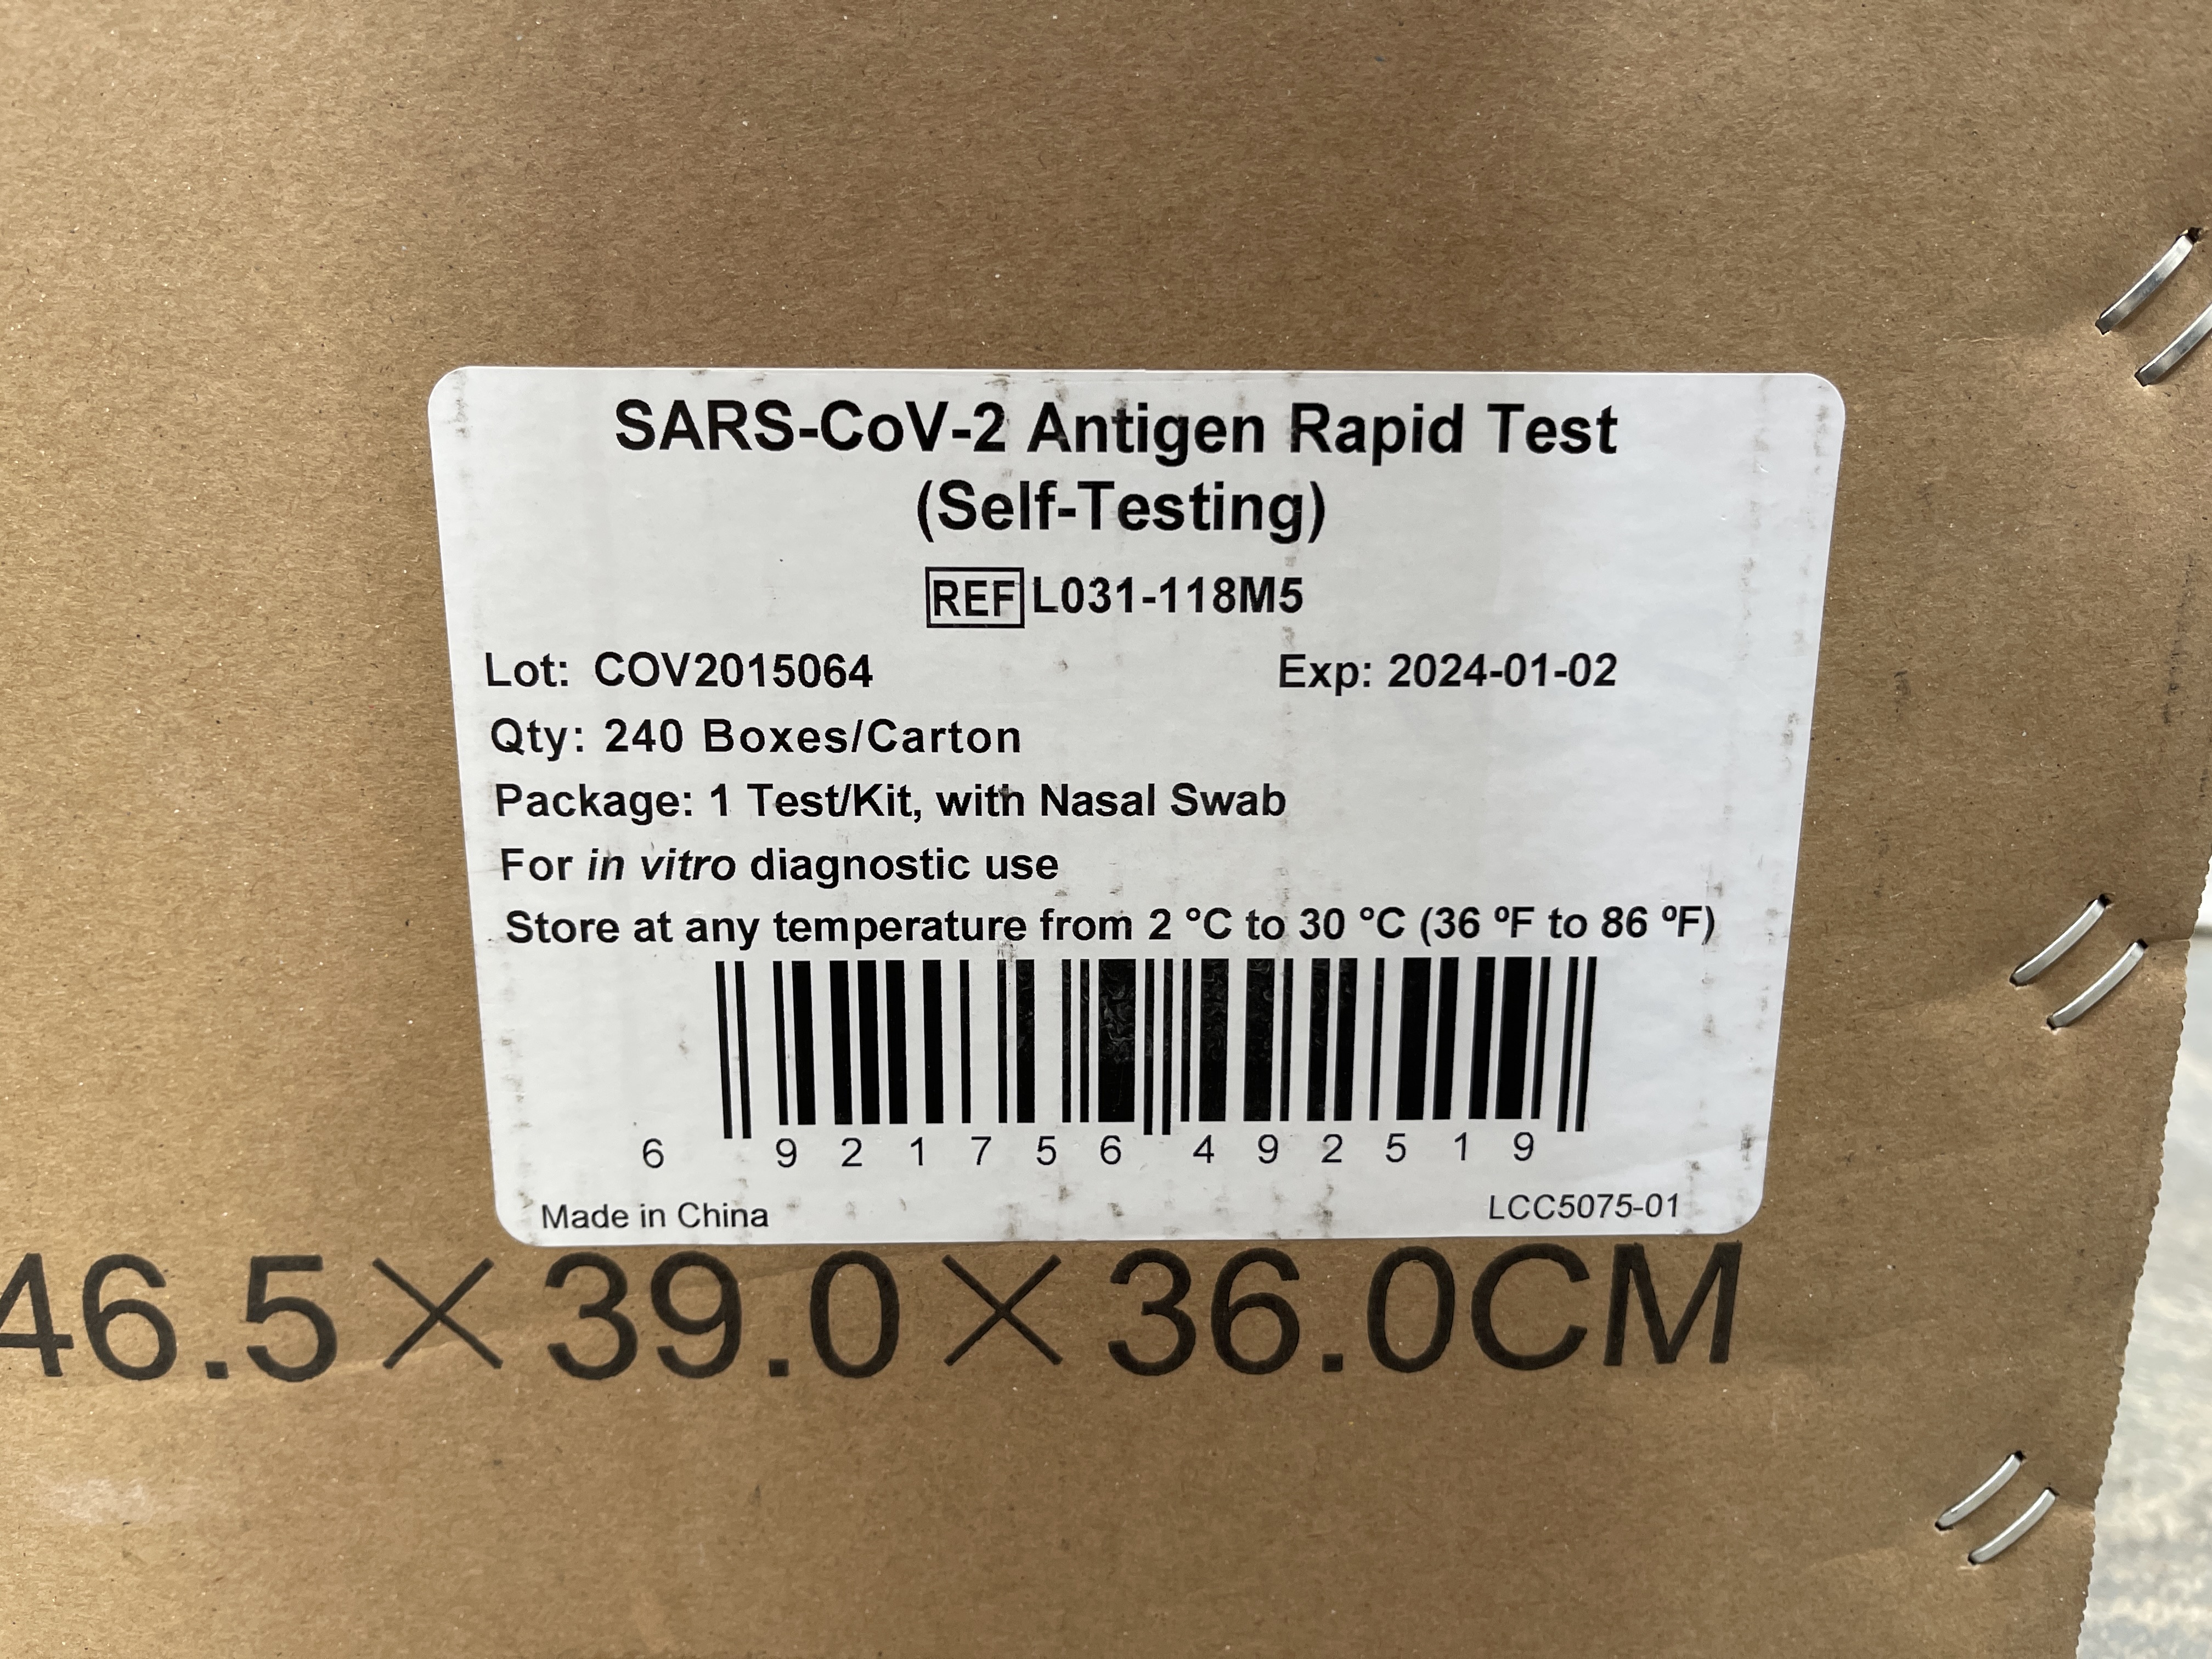 SARS-CoV-2 Antigen Rapid Test
(Self-Testing)
REF L031-118M5
Lot: COV2015064 Exp: 2024-01-02
Qty: 240 Boxes/Carton
Package: 1 Test/Kit, with Nasal Swab
For in vitro diagnostic use
Store at any temperature from 2 °C to 30 °C (36 ºF to 86 ºF)
6 921756 492519
Made in China LCC5075-01
46.5×39.0×36.0CM